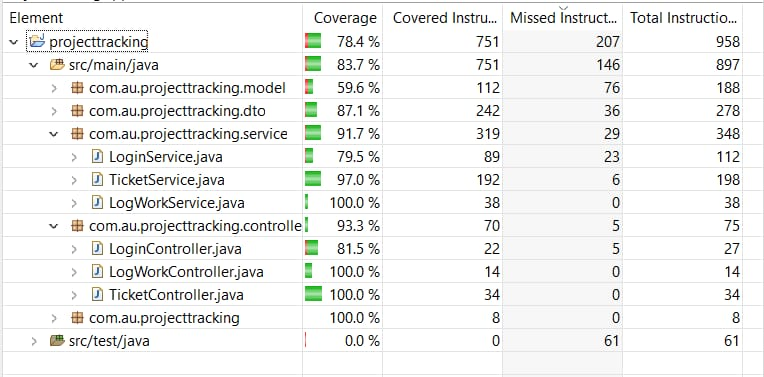 Element Coverage Covered Instru... Missed Instruct... Total Instructio...
projecttracking 78.4 % 751 207 958
src/main/java 83.7 % 751 146 897
com.au.projecttracking.model 59.6 % 112 76 188
com.au.projecttracking.dto 87.1 % 242 36 278
com.au.projecttracking.service 91.7 % 319 29 348
LoginService.java 79.5 % 89 23 112
TicketService.java 97.0 % 192 6 198
LogWorkService.java 100.0 % 38 0 38
com.au.projecttracking.controlle 93.3 % 70 5 75
LoginController.java 81.5 % 22 5 27
LogWorkController.java 100.0 % 14 0 14
TicketController.java 100.0 % 34 0 34
com.au.projecttracking 100.0 % 8 0 8
src/test/java 0.0 % 0 61 61